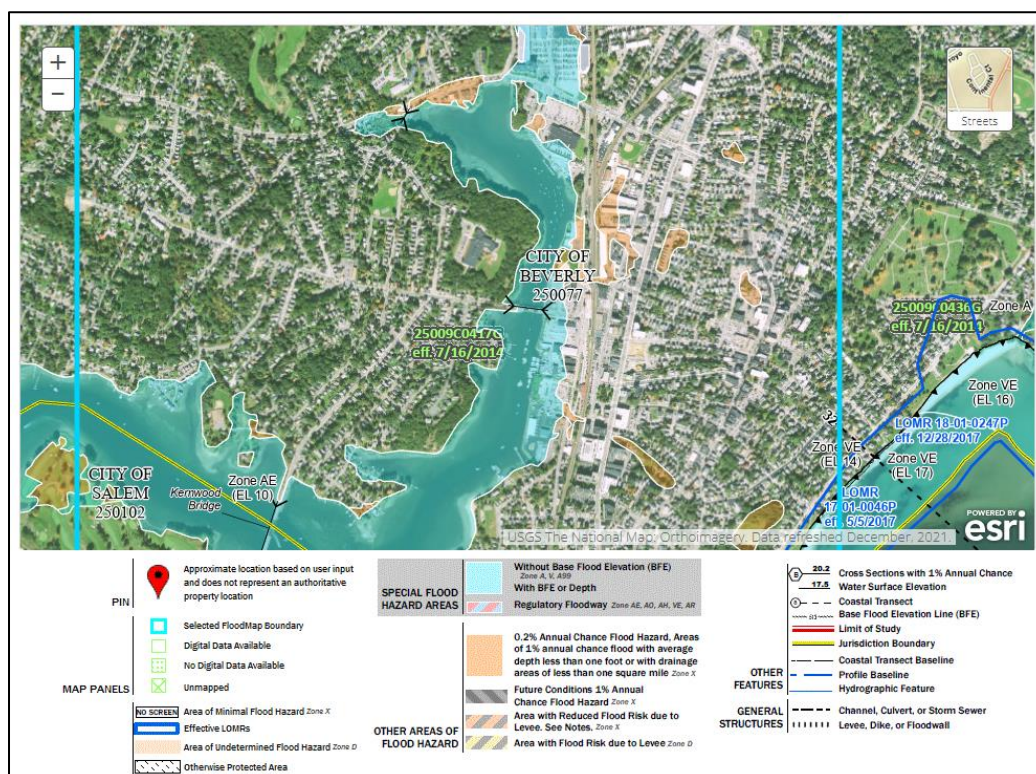 +
−
Streets
CITY OF
BEVERLY
250077
25009C0417G
eff. 7/16/2014
25009C0436G
eff. 7/16/2014
Zone A
Zone VE
(EL 16)
LOMR 18-01-0247P
eff. 12/28/2017
32
Zone VE
(EL 14)
Zone VE
(EL 17)
LOMR
17-01-0046P
eff. 5/5/2017
CITY OF
SALEM
250102
Zone AE
(EL 10)
Kernwood
Bridge
POWERED BY
esri
USGS The National Map: Orthoimagery. Data refreshed December, 2021.
PIN
Approximate location based on user input
and does not represent an authoritative
property location
MAP PANELS
Selected FloodMap Boundary
Digital Data Available
No Digital Data Available
Unmapped
NO SCREEN Area of Minimal Flood Hazard Zone X
Effective LOMRs
Area of Undetermined Flood Hazard Zone D
Otherwise Protected Area
SPECIAL FLOOD
HAZARD AREAS
Without Base Flood Elevation (BFE)
Zone A, V, A99
With BFE or Depth
Regulatory Floodway Zone AE, AO, AH, VE, AR
OTHER AREAS OF
FLOOD HAZARD
0.2% Annual Chance Flood Hazard, Areas
of 1% annual chance flood with average
depth less than one foot or with drainage
areas of less than one square mile Zone X
Future Conditions 1% Annual
Chance Flood Hazard Zone X
Area with Reduced Flood Risk due to
Levee. See Notes. Zone X
Area with Flood Risk due to Levee Zone D
20.2 Cross Sections with 1% Annual Chance
17.5 Water Surface Elevation
Coastal Transect
Base Flood Elevation Line (BFE)
Limit of Study
Jurisdiction Boundary
Coastal Transect Baseline
OTHER
FEATURES
Profile Baseline
Hydrographic Feature
GENERAL
STRUCTURES
Channel, Culvert, or Storm Sewer
Levee, Dike, or Floodwall